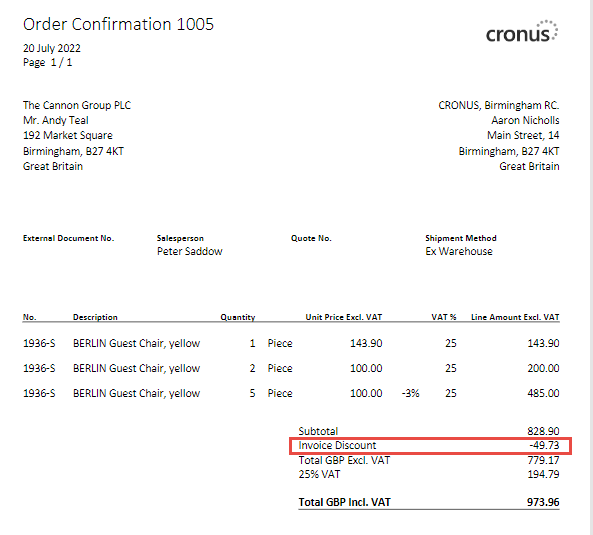 Order Confirmation 1005
cronus
20 July 2022
Page 1 / 1
The Cannon Group PLC CRONUS, Birmingham RC.
Mr. Andy Teal Aaron Nicholls
192 Market Square Main Street, 14
Birmingham, B27 4KT Birmingham, B27 4KT
Great Britain Great Britain
External Document No. Salesperson Quote No. Shipment Method
Peter Saddow Ex Warehouse
No. Description Quantity Unit Price Excl. VAT VAT % Line Amount Excl. VAT
1936-S BERLIN Guest Chair, yellow 1 Piece 143.90 25 143.90
1936-S BERLIN Guest Chair, yellow 2 Piece 100.00 25 200.00
1936-S BERLIN Guest Chair, yellow 5 Piece 100.00 -3% 25 485.00
Subtotal 828.90
Invoice Discount -49.73
Total GBP Excl. VAT 779.17
25% VAT 194.79
Total GBP Incl. VAT 973.96